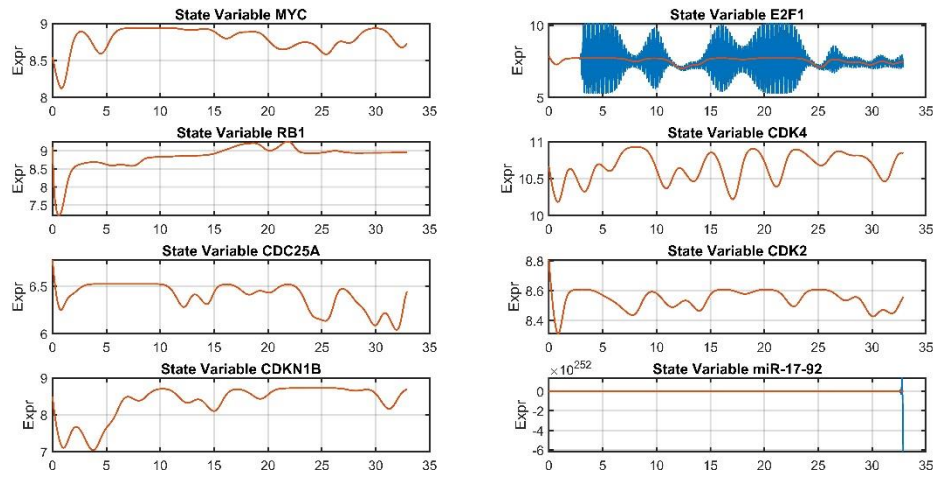 State Variable MYC
9
8.5
8
Expr
0 5 10 15 20 25 30 35
State Variable E2F1
10
5
Expr
0 5 10 15 20 25 30 35
State Variable RB1
9
8.5
8
7.5
Expr
0 5 10 15 20 25 30 35
State Variable CDK4
11
10.5
10
Expr
0 5 10 15 20 25 30 35
State Variable CDC25A
6.5
6
Expr
0 5 10 15 20 25 30 35
State Variable CDK2
8.8
8.6
8.4
Expr
0 5 10 15 20 25 30 35
State Variable CDKN1B
9
8
7
Expr
0 5 10 15 20 25 30 35
×10^252 State Variable miR-17-92
0
-2
-4
-6
Expr
0 5 10 15 20 25 30 35